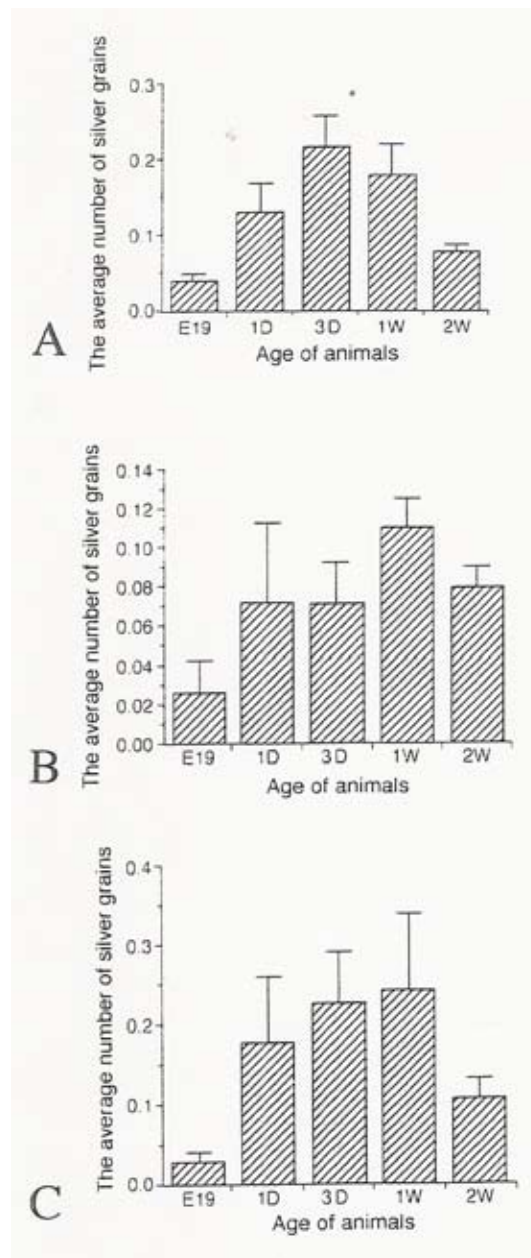 A
The average number of silver grains
0.3
0.2
0.1
0.0
E19 1D 3D 1W 2W
Age of animals
B
The average number of silver grains
0.14
0.12
0.10
0.08
0.06
0.04
0.02
0.00
E19 1D 3D 1W 2W
Age of animals
C
The average number of silver grains
0.4
0.3
0.2
0.1
0.0
E19 1D 3D 1W 2W
Age of animals